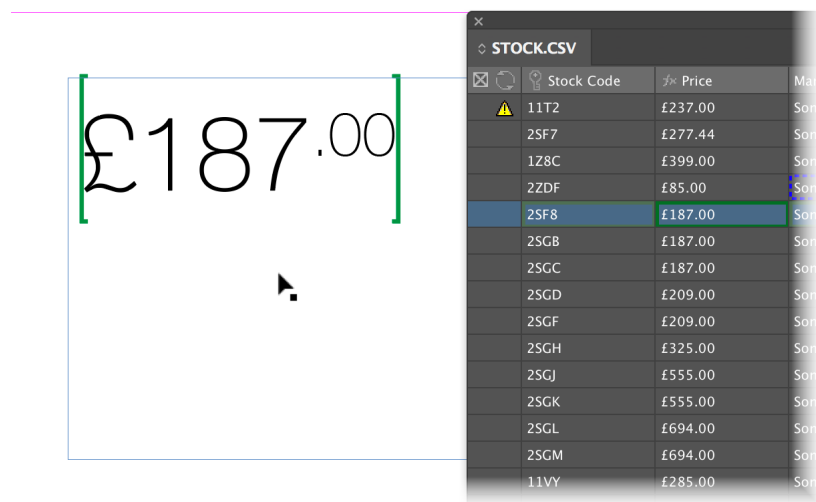 £187.00
STOCK.CSV
Stock Code Price
11T2 £237.00
2SF7 £277.44
1Z8C £399.00
2ZDF £85.00
2SF8 £187.00
2SGB £187.00
2SGC £187.00
2SGD £209.00
2SGF £209.00
2SGH £325.00
2SGJ £555.00
2SGK £555.00
2SGL £694.00
2SGM £694.00
11VY £285.00